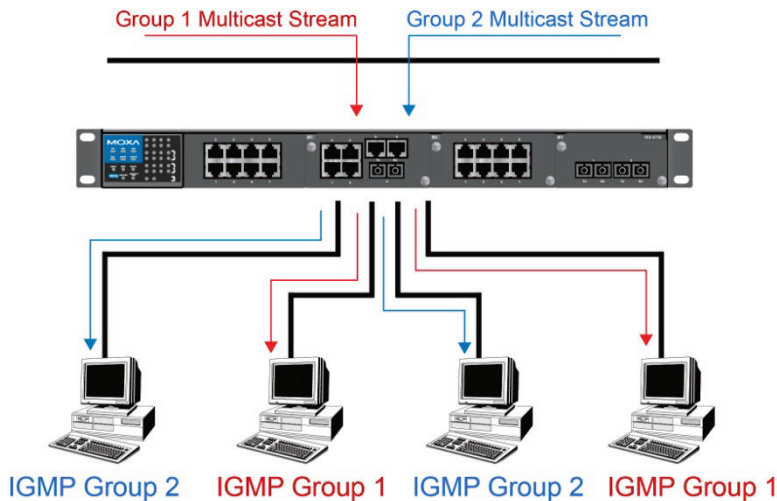 Group 1 Multicast Stream
Group 2 Multicast Stream
MOXA
IGMP Group 2
IGMP Group 1
IGMP Group 2
IGMP Group 1